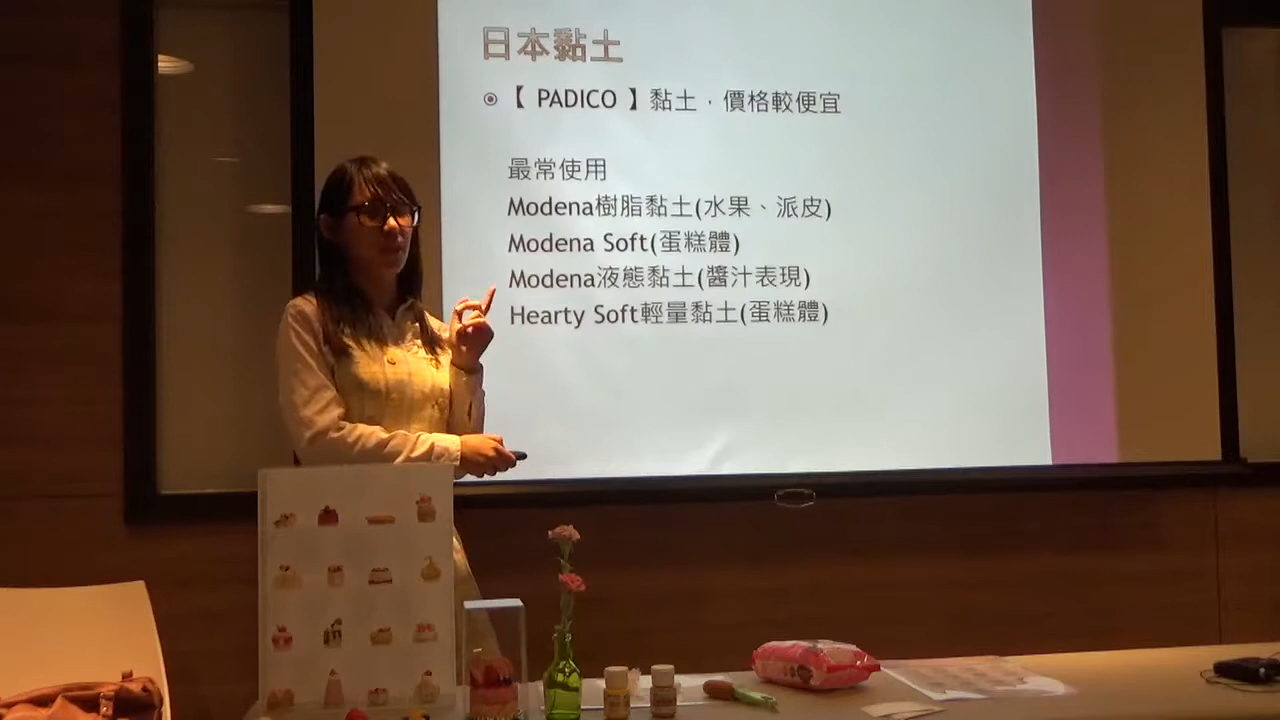 日本黏土
【 PADICO 】黏土，價格較便宜
最常使用
Modena樹脂黏土(水果、派皮)
Modena Soft(蛋糕體)
Modena液態黏土(醬汁表現)
Hearty Soft輕量黏土(蛋糕體)